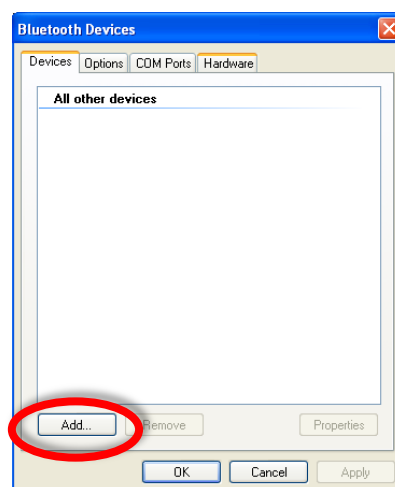 Bluetooth Devices
Devices Options COM Ports Hardware
All other devices
Add... Remove Properties
OK Cancel Apply